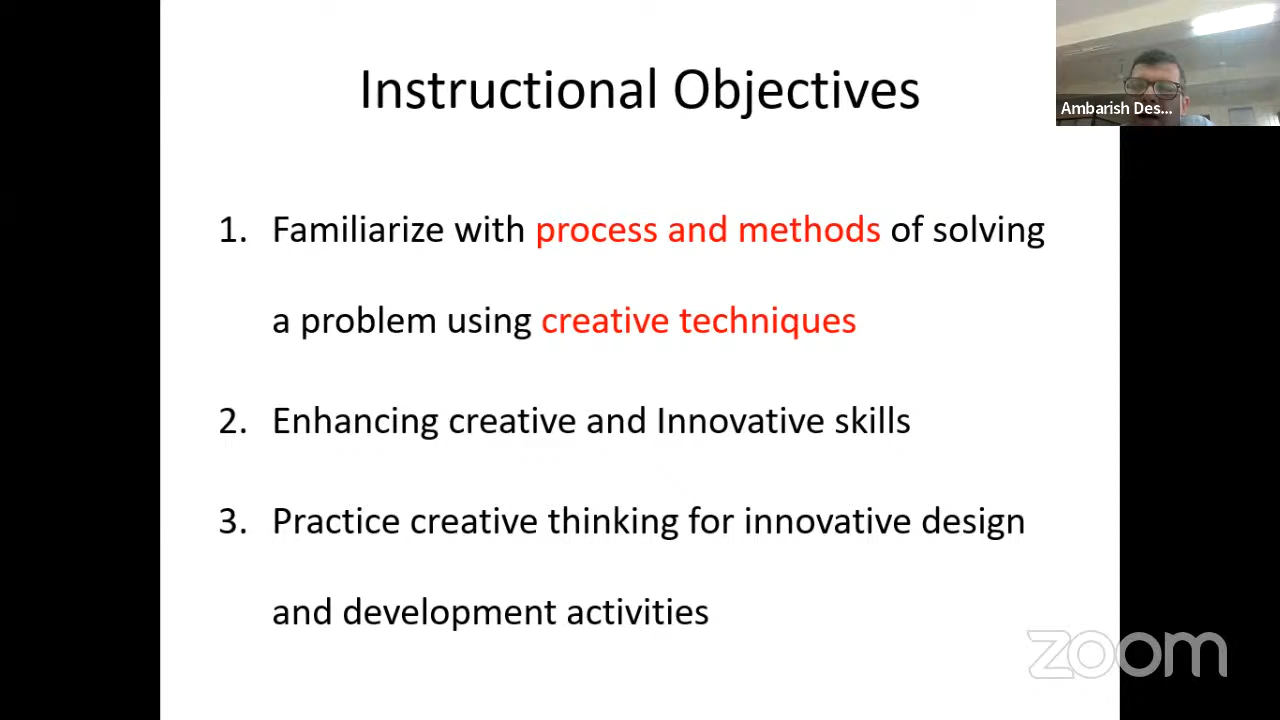 Instructional Objectives
Ambarish Des...
1. Familiarize with process and methods of solving
a problem using creative techniques
2. Enhancing creative and Innovative skills
3. Practice creative thinking for innovative design
and development activities
zoom